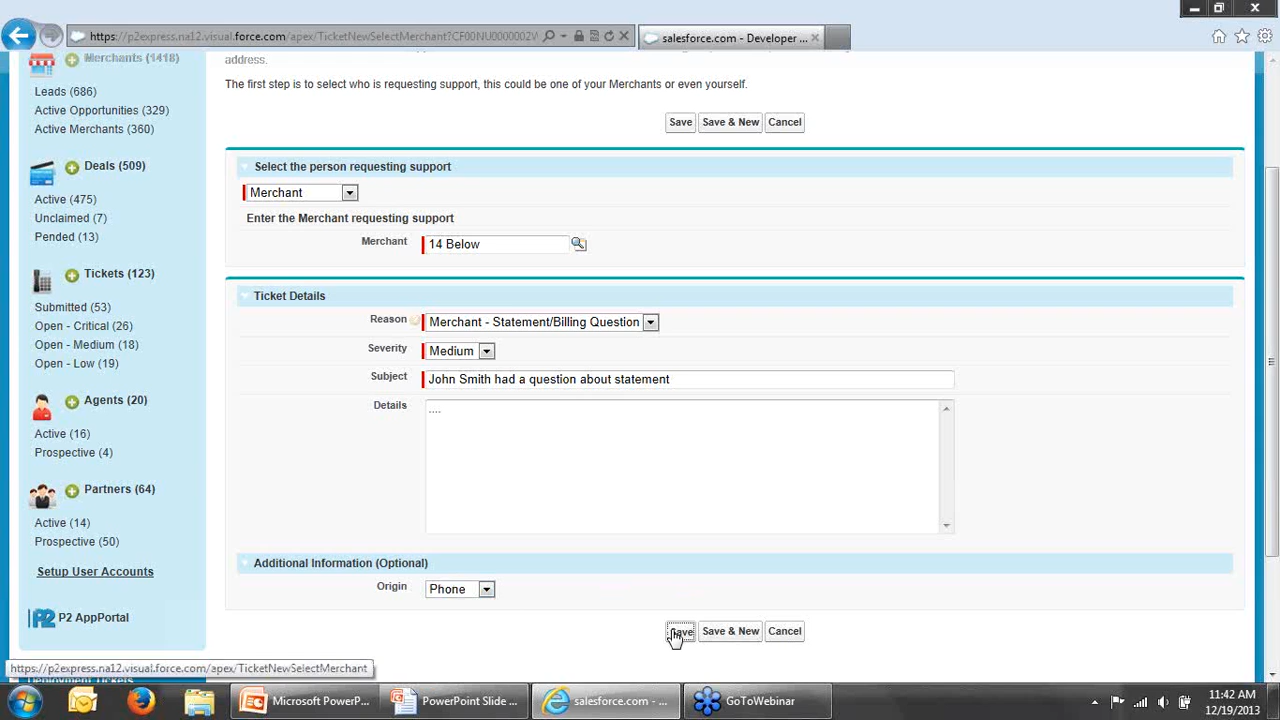 https://p2express.na12.visual.force.com/apex/TicketNewSelectMerchant?CF00NU0000002V
salesforce.com - Developer ...
Merchants (1418)
Leads (686)
Active Opportunities (329)
Active Merchants (360)
Deals (509)
Active (475)
Unclaimed (7)
Pended (13)
Tickets (123)
Submitted (53)
Open - Critical (26)
Open - Medium (18)
Open - Low (19)
Agents (20)
Active (16)
Prospective (4)
Partners (64)
Active (14)
Prospective (50)
Setup User Accounts
P2 P2 AppPortal
address.
The first step is to select who is requesting support, this could be one of your Merchants or even yourself.
Save Save & New Cancel
Select the person requesting support
Merchant
Enter the Merchant requesting support
Merchant 14 Below
Ticket Details
Reason Merchant - Statement/Billing Question
Severity Medium
Subject John Smith had a question about statement
Details ....
Additional Information (Optional)
Origin Phone
Save Save & New Cancel
https://p2express.na12.visual.force.com/apex/TicketNewSelectMerchant
Microsoft PowerP...
PowerPoint Slide ...
salesforce.com - ...
GoToWebinar
11:42 AM
12/19/2013